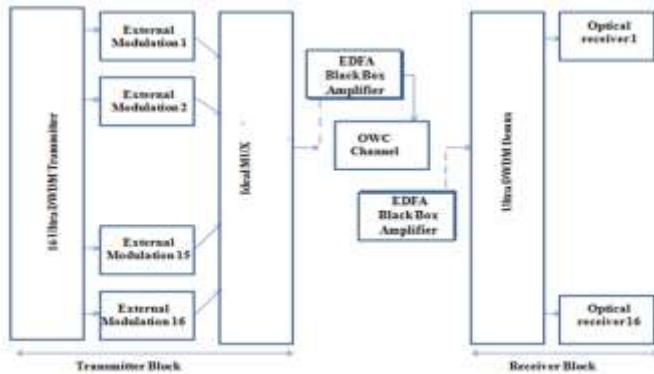 16 Ultra DWDM Transmitter
External
Modulation 1
External
Modulation 2
External
Modulation 15
External
Modulation 16
Ideal MUX
EDFA
Black Box
Amplifier
OWC
Channel
EDFA
Black Box
Amplifier
Ultra DWDM Demux
Optical
receiver 1
Optical
receiver 16
Transmitter Block
Receiver Block